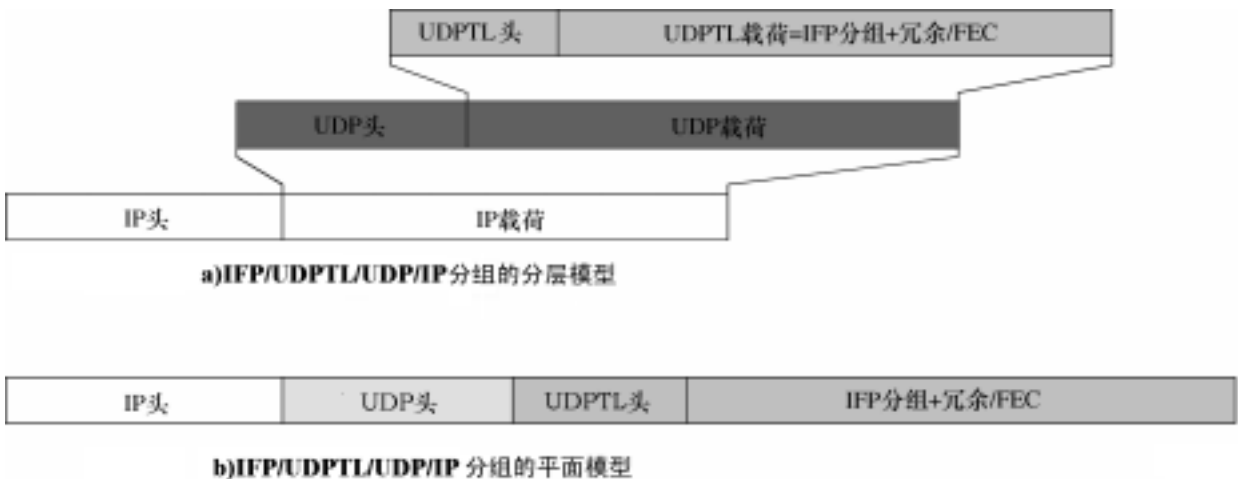 UDPTL头 UDPTL载荷=IFP分组+冗余/FEC
UDP头 UDP载荷
IP头 IP载荷
a)IFP/UDPTL/UDP/IP分组的分层模型
IP头 UDP头 UDPTL头 IFP分组+冗余/FEC
b)IFP/UDPTL/UDP/IP 分组的平面模型